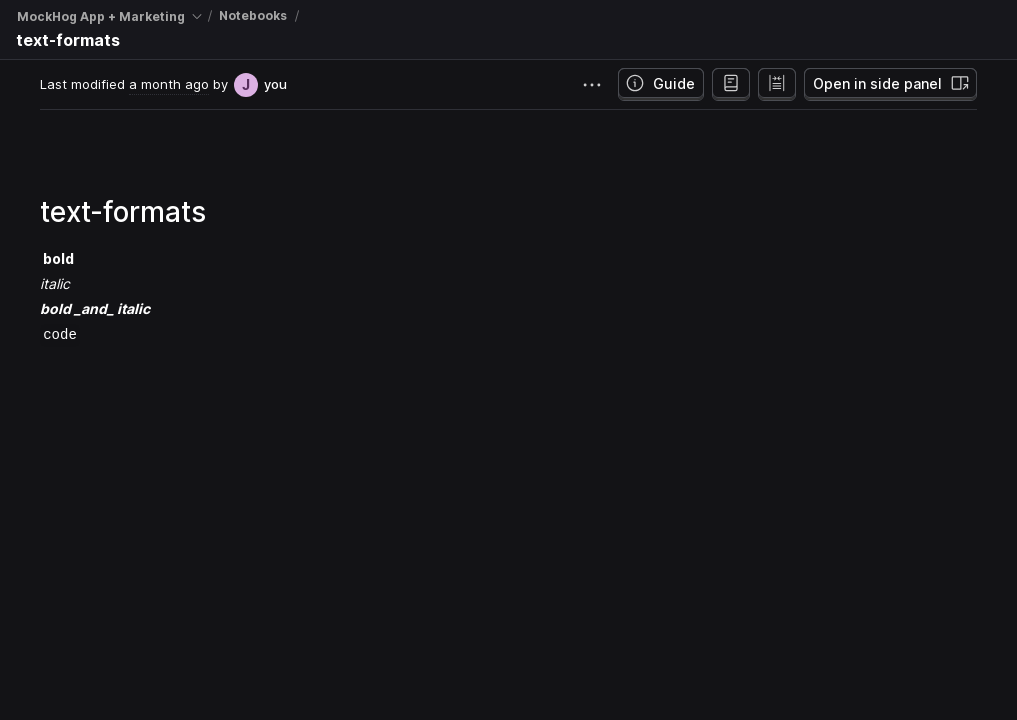 MockHog App + Marketing / Notebooks /
text-formats
Last modified a month ago by J you
Guide
Open in side panel
text-formats
bold
italic
bold _and_ italic
code